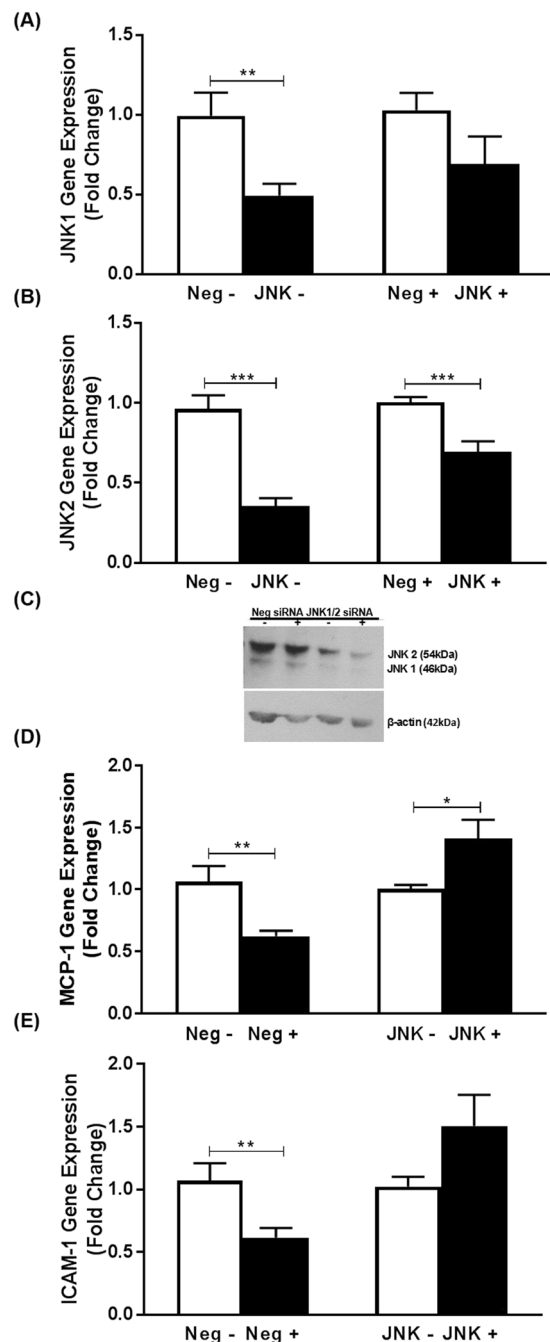 (A)
JNK1 Gene Expression
(Fold Change)
1.5
1.0
0.5
0.0
**
Neg - JNK - Neg + JNK +
(B)
JNK2 Gene Expression
(Fold Change)
1.5
1.0
0.5
0.0
*** ***
Neg - JNK - Neg + JNK +
(C)
Neg siRNA JNK1/2 siRNA
- + - +
JNK 2 (54kDa)
JNK 1 (46kDa)
β-actin (42kDa)
(D)
MCP-1 Gene Expression
(Fold Change)
2.0
1.5
1.0
0.5
0.0
** *
Neg - Neg + JNK - JNK +
(E)
ICAM-1 Gene Expression
(Fold Change)
2.0
1.5
1.0
0.5
0.0
**
Neg - Neg + JNK - JNK +